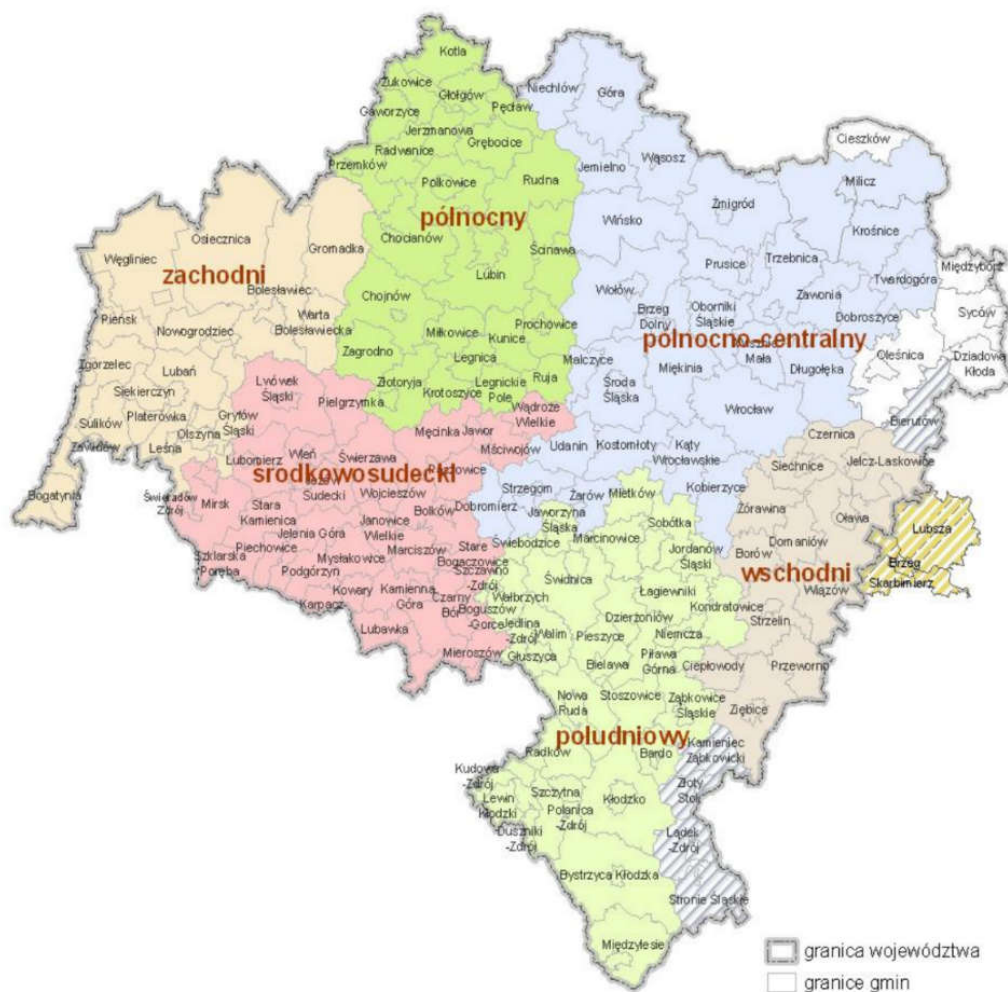 Kotla
Żukowice
Głogów
Niechlów
Góra
Gaworzyce
Pęcław
Jerzmanowa
Grębocice
Cieszków
Radwanice
Przemków
Jemielno
Wąsosz
Polkowice
Rudna
Milicz
północny
Wińsko
Żmigród
Krośnice
Osiecznica
Gromadka
Chocianów
Ścinawa
Węgliniec
zachodni
Lubin
Prusice
Trzebnica
Twardogóra
Międzybórz
Bolesławiec
Chojnów
Wołów
Zawonia
Syców
Pieńsk
Nowogrodziec
Warta
Bolesławiecka
Miłkowice
Prochowice
Kunice
Brzeg
Dolny
Oborniki
Śląskie
Dobroszyce
północno-centralny
Zagrodno
Legnica
Malczyce
Miękinia
Mała
Oleśnica
Dziadowa
Kłoda
Zgorzelec
Lubań
Siekierczyn
Długołęka
Złotoryja
Krotoszyce
Legnickie
Pole
Ruja
Środa
Śląska
Lwówek
Śląski
Pielgrzymka
Sulików
Platerówka
Gryfów
Śląski
Wądroże
Wielkie
Wrocław
Bierutów
Zawidów
Leśna
Olszyna
Męcinka
Jawor
Mściwojów
Udanin
Kostomłoty
Kąty
Wrocławskie
Czernica
Lubomierz
Wleń
Świerzawa
Siechnice
Jelcz-Laskowice
środkowosudecki
Bogatynia
Świeradów
Zdrój
Mirsk
Stara
Kamienica
Sudecki
Wojcieszów
Bolków
Dobromierz
Strzegom
Żarów
Mietków
Kobierzyce
Żórawina
Oława
Jaworzyna
Śląska
Sobótka
Lubsza
Jelenia Góra
Janowice
Wielkie
Świebodzice
Marcinowice
Domaniów
Szklarska
Poręba
Piechowice
Mysłakowice
Marciszów
Stare
Bogaczowice
Jordanów
Śląski
Borów
Podgórzyn
Szczawno
-Zdrój
Świdnica
wschodni
Brzeg
Skarbimierz
Wiązów
Karpacz
Kowary
Kamienna
Góra
Czarny
Bór
Boguszów
-Gorce
Wałbrzych
Jedlina
-Zdrój
Łagiewniki
Kondratowice
Strzelin
Lubawka
Walim
Dzierżoniów
Pieszyce
Niemcza
Mieroszów
Głuszyca
Bielawa
Piława
Górna
Ciepłowody
Przeworno
Nowa
Ruda
Stoszowice
Ząbkowice
Śląskie
Ziębice
południowy
Radków
Bardo
Kamieniec
Ząbkowicki
Kudowa
-Zdrój
Szczytna
Kłodzko
Złoty
Stok
Lewin
Kłodzki
Polanica
-Zdrój
Duszniki
-Zdrój
Lądek
-Zdrój
Bystrzyca Kłodzka
Stronie Śląskie
Międzylesie
granica województwa
granice gmin